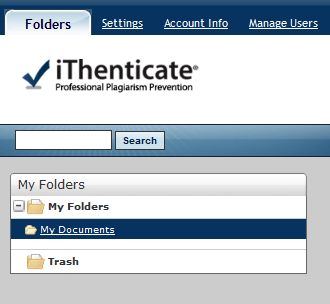 Folders Settings Account Info Manage Users
iThenticate®
Professional Plagiarism Prevention
Search
My Folders
My Folders
My Documents
Trash